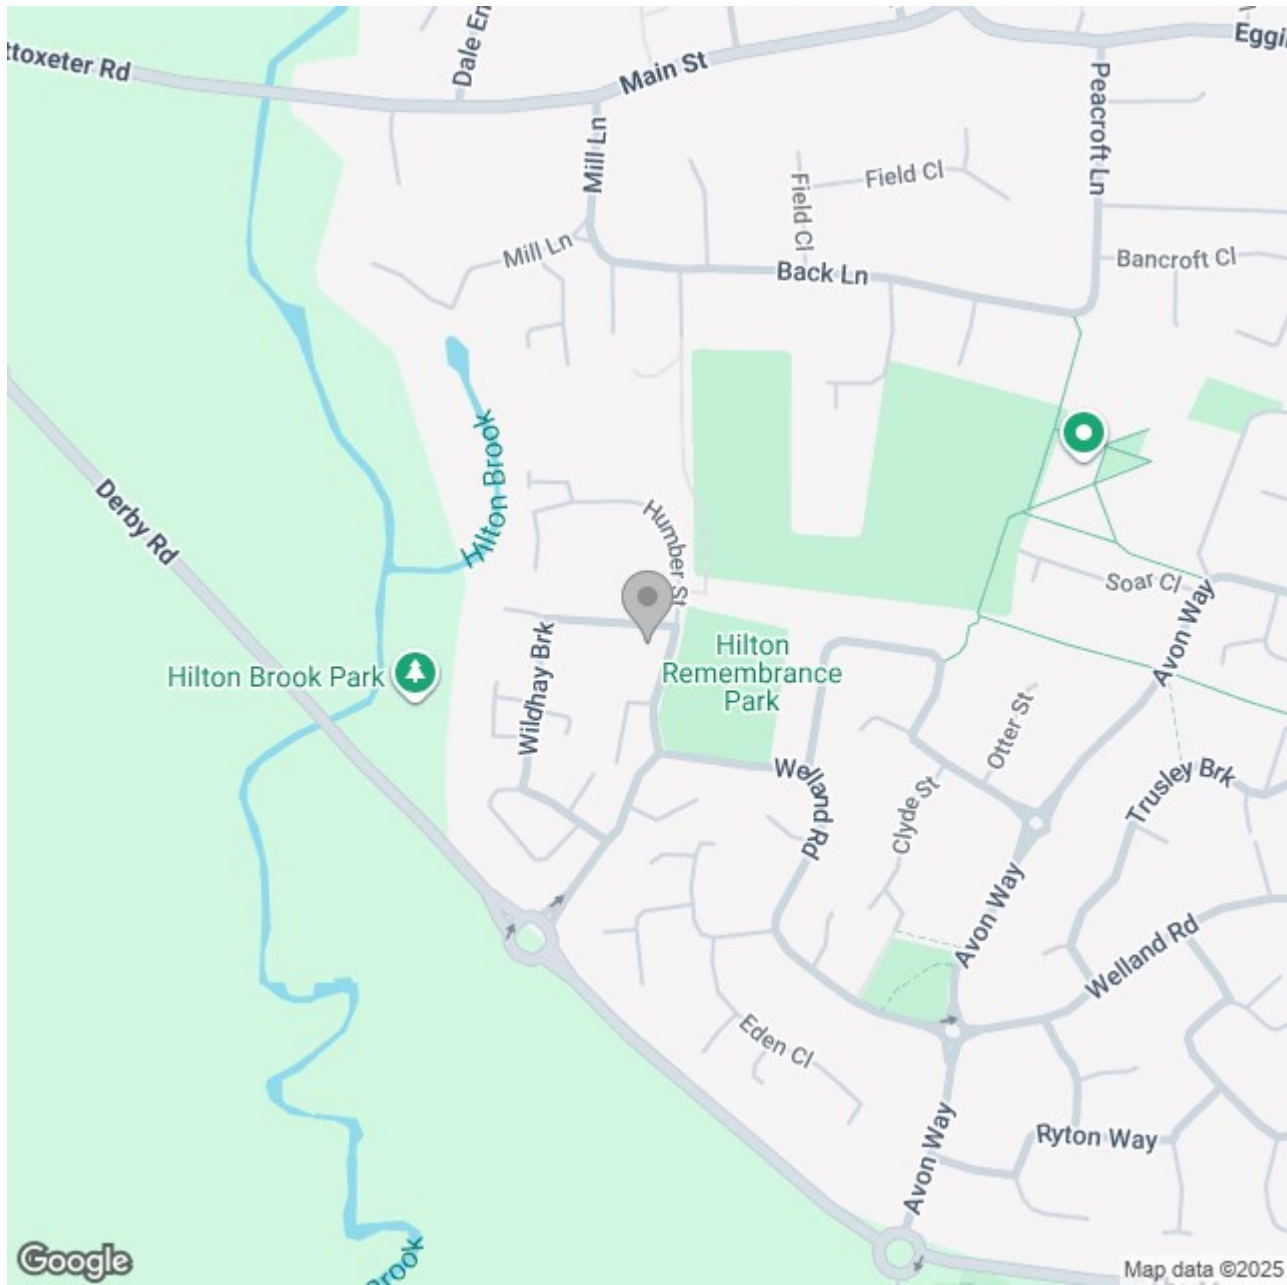 ttoxeter Rd
Dale En
Main St
Eggi
Mill Ln
Peacroft Ln
Field Cl
Field Cl
Mill Ln
Back Ln
Bancroft Cl
Hilton Brook
Derby Rd
Humber St
Soar Cl
Avon Way
Hilton
Remembrance
Park
Hilton Brook Park
Wildhay Brk
Otter St
Welland Rd
Clyde St
Trusley Brk
Avon Way
Welland Rd
Eden Cl
Ryton Way
Avon Way
Brook
Google
Map data ©2025